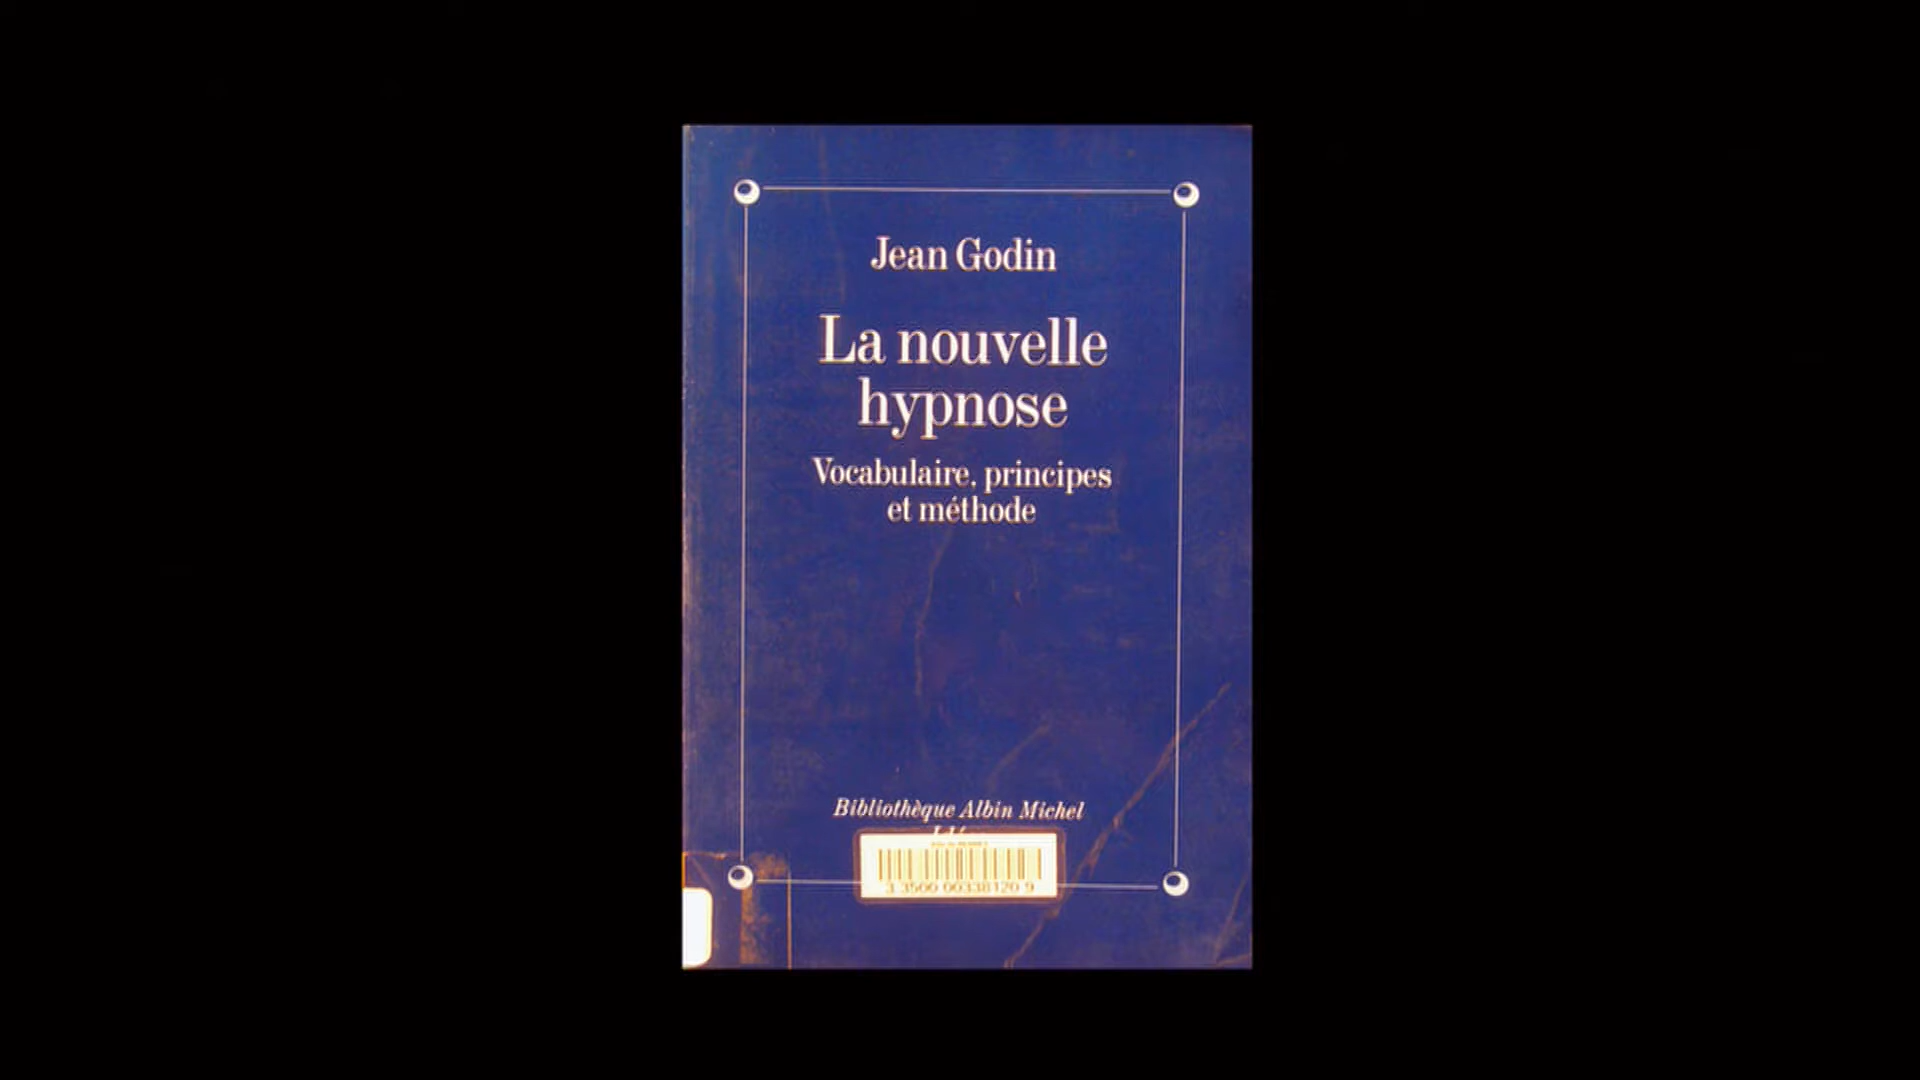 Jean Godin
La nouvelle
hypnose
Vocabulaire, principes
et méthode
Bibliothèque Albin Michel
3 3500 00338120 9